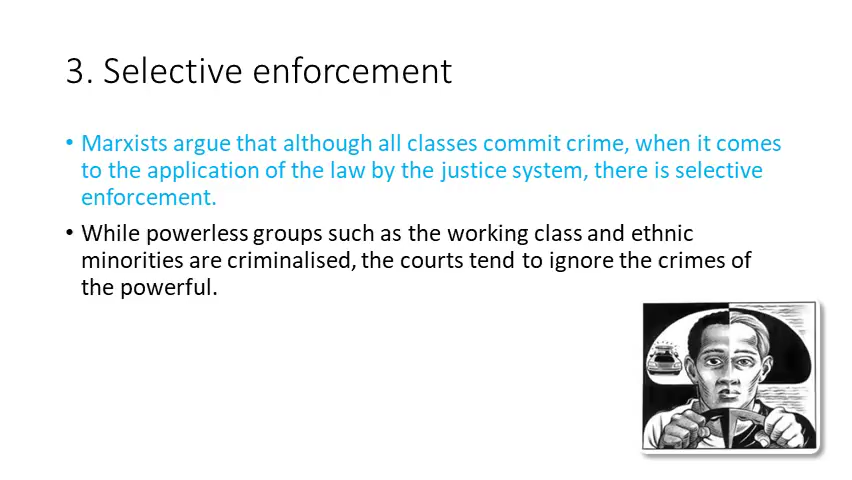 3. Selective enforcement
• Marxists argue that although all classes commit crime, when it comes
to the application of the law by the justice system, there is selective
enforcement.
• While powerless groups such as the working class and ethnic
minorities are criminalised, the courts tend to ignore the crimes of
the powerful.